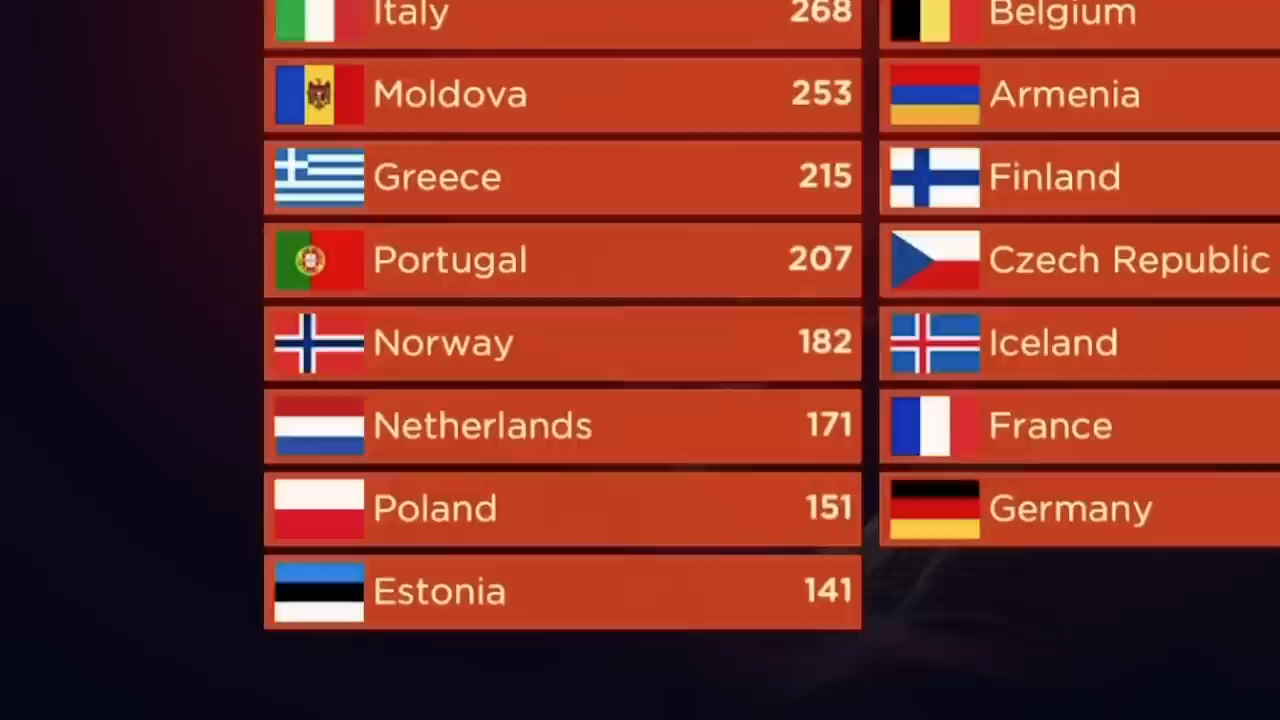 Italy 268
Moldova 253
Greece 215
Portugal 207
Norway 182
Netherlands 171
Poland 151
Estonia 141
Belgium
Armenia
Finland
Czech Republic
Iceland
France
Germany